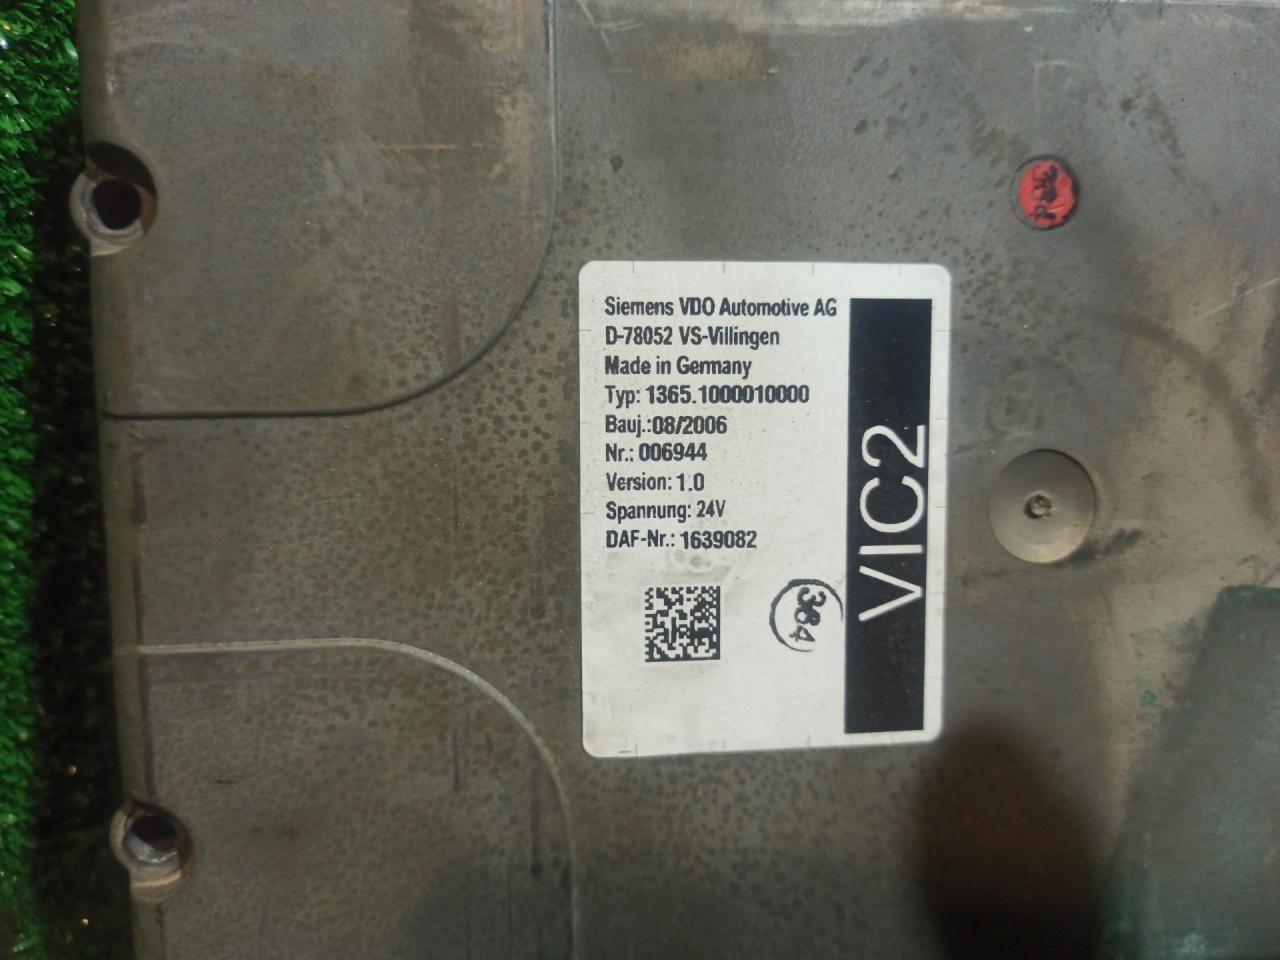 Siemens VDO Automotive AG
D-78052 VS-Villingen
Made in Germany
Typ: 1365.1000010000
Bauj.:08/2006
Nr.: 006944
Version: 1.0
Spannung: 24V
DAF-Nr.: 1639082
384
VIC2